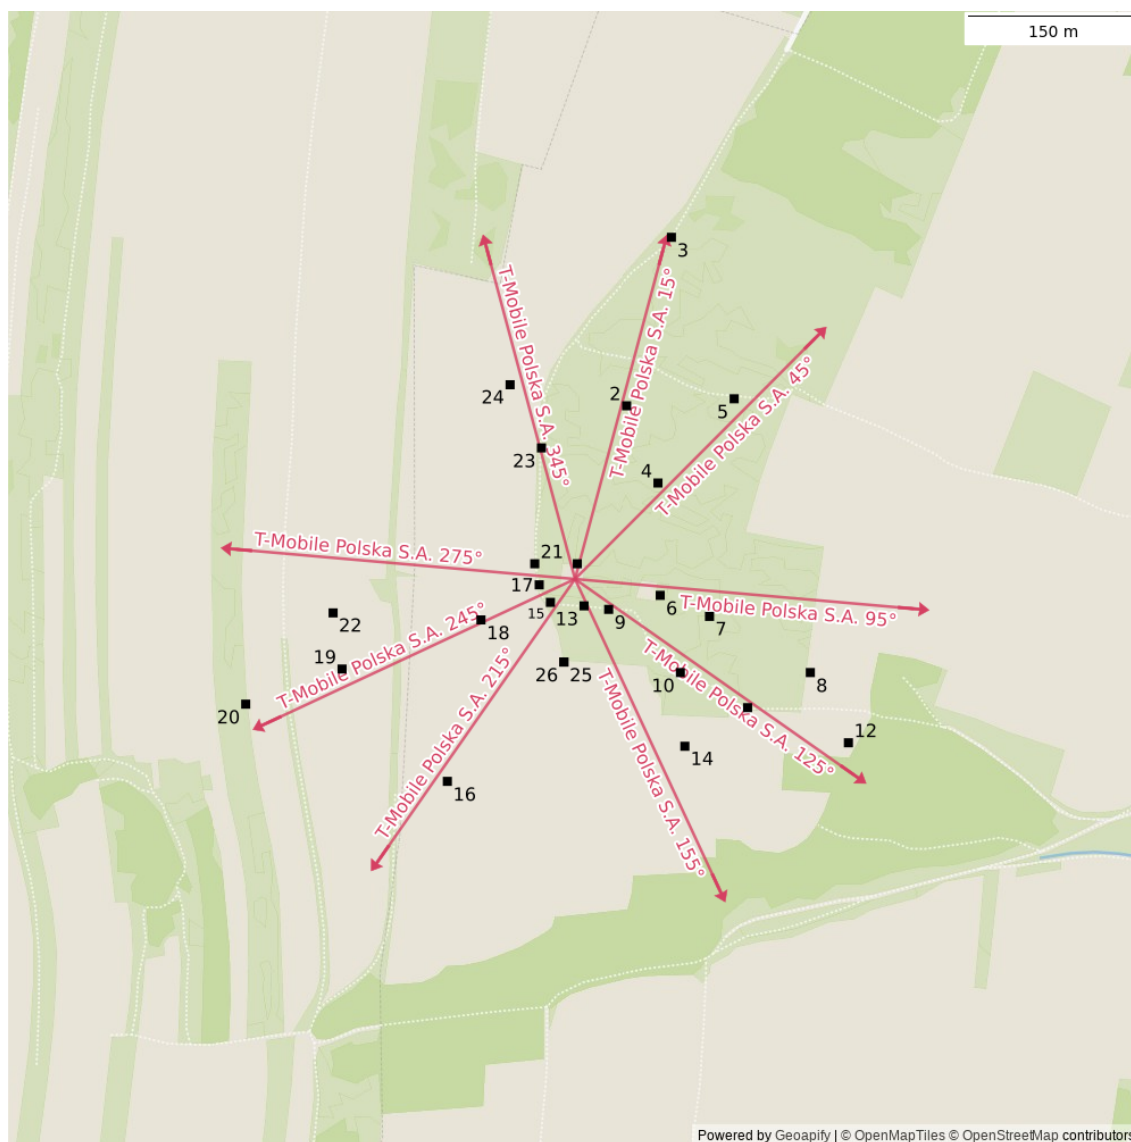 150 m
3
T-Mobile Polska S.A. 345°
T-Mobile Polska S.A. 15°
T-Mobile Polska S.A. 45°
24
2
5
23
4
T-Mobile Polska S.A. 275°
21
17
6
T-Mobile Polska S.A. 95°
15
13
9
7
22
T-Mobile Polska S.A. 245°
18
19
26
25
10
8
T-Mobile Polska S.A. 215°
T-Mobile Polska S.A. 125°
20
12
14
T-Mobile Polska S.A. 155°
16
Powered by Geoapify | © OpenMapTiles © OpenStreetMap contributors